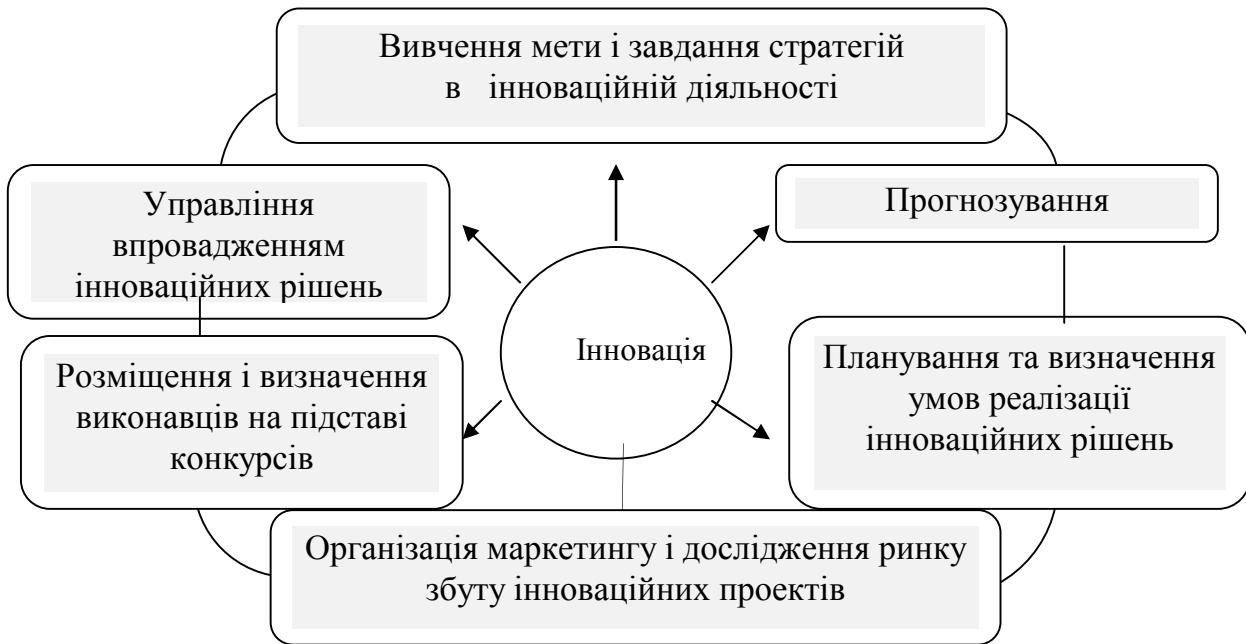 Вивчення мети і завдання стратегій
в інноваційній діяльності
Управління
впровадженням
інноваційних рішень
Прогнозування
Інновація
Розміщення і визначення
виконавців на підставі
конкурсів
Планування та визначення
умов реалізації
інноваційних рішень
Організація маркетингу і дослідження ринку
збуту інноваційних проектів